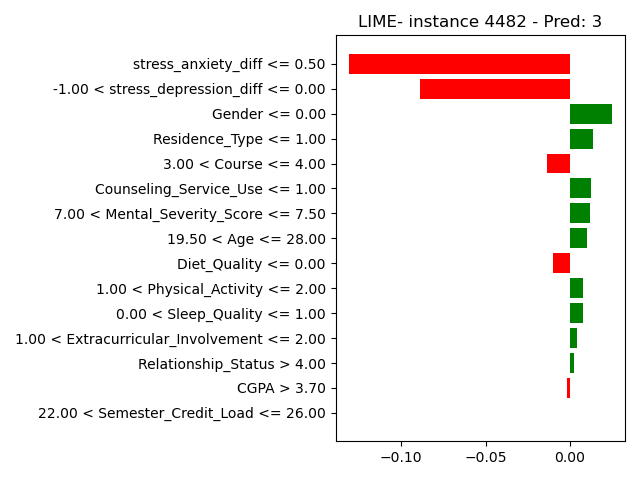 LIME- instance 4482 - Pred: 3
stress_anxiety_diff <= 0.50
-1.00 < stress_depression_diff <= 0.00
Gender <= 0.00
Residence_Type <= 1.00
3.00 < Course <= 4.00
Counseling_Service_Use <= 1.00
7.00 < Mental_Severity_Score <= 7.50
19.50 < Age <= 28.00
Diet_Quality <= 0.00
1.00 < Physical_Activity <= 2.00
0.00 < Sleep_Quality <= 1.00
1.00 < Extracurricular_Involvement <= 2.00
Relationship_Status > 4.00
CGPA > 3.70
22.00 < Semester_Credit_Load <= 26.00
−0.10 −0.05 0.00